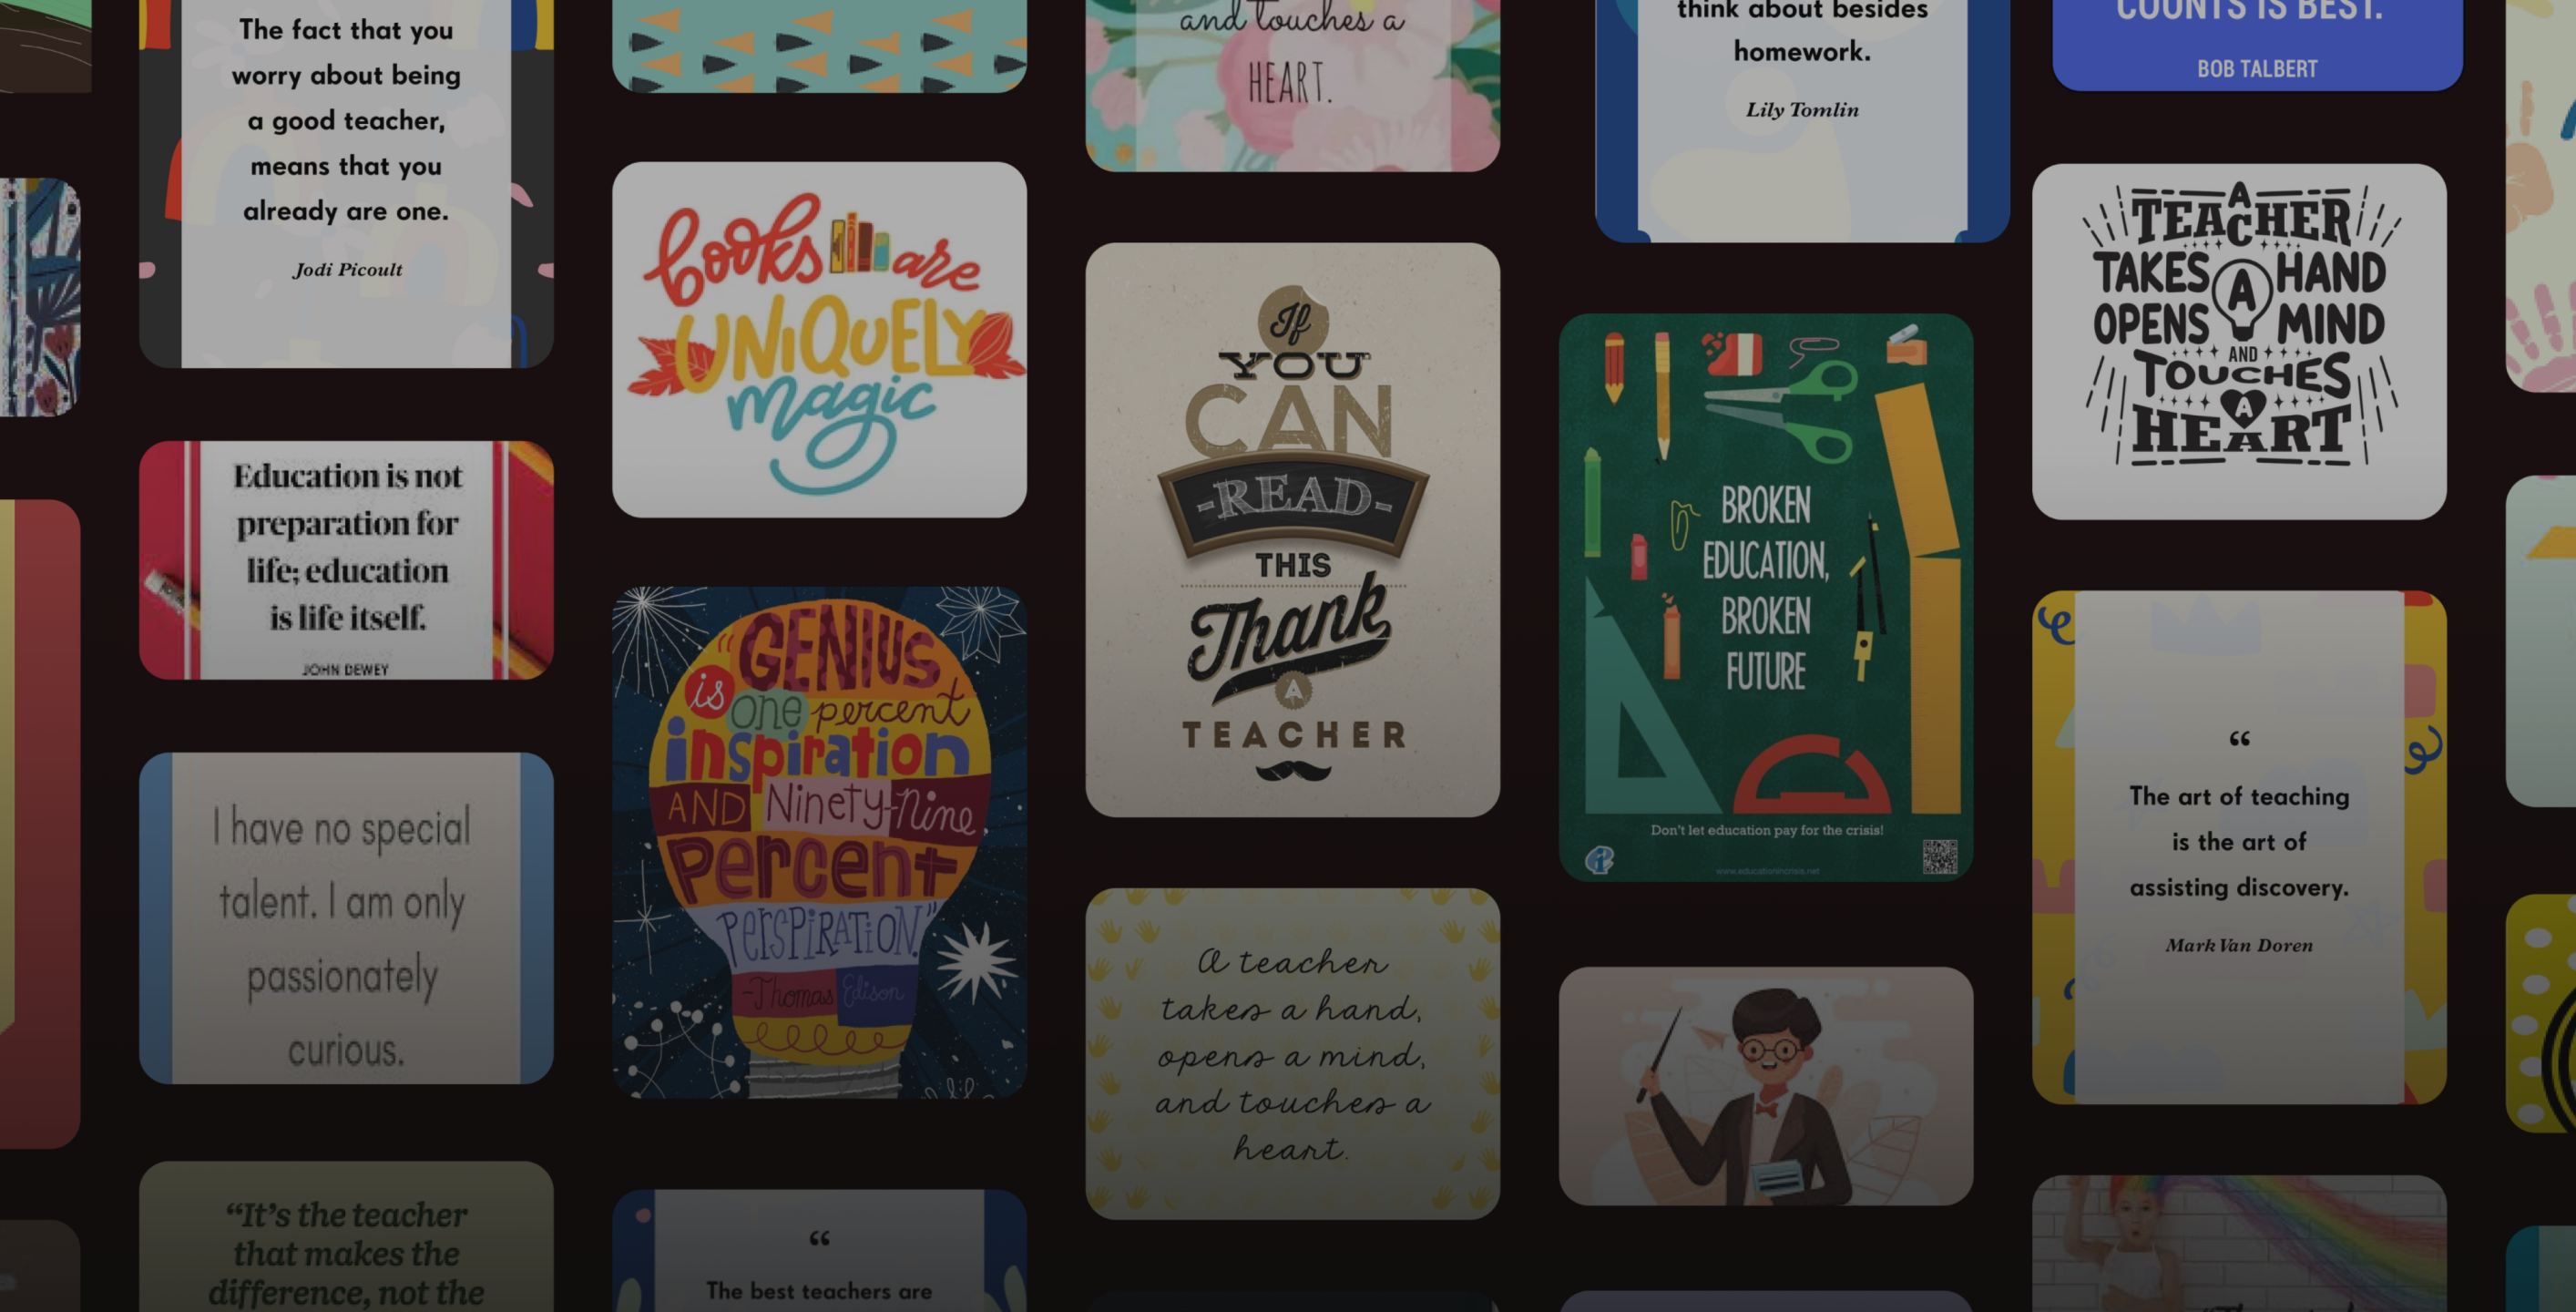 The fact that you
worry about being
a good teacher,
means that you
already are one.
Jodi Picoult
Education is not
preparation for
life; education
is life itself.
JOHN DEWEY
I have no special
talent. I am only
passionately
curious.
“It’s the teacher
that makes the
difference, not the
books are
UNIQUELY
magic
“GENIUS
is one percent
inspiration
AND Ninety-nine
percent
PERSPIRATION.”
-Thomas Edison
“
The best teachers are
and touches a
HEART.
If
YOU
CAN
-READ-
THIS
Thank
A
TEACHER
A teacher
takes a hand,
opens a mind,
and touches a
heart.
think about besides
homework.
Lily Tomlin
BROKEN
EDUCATION,
BROKEN
FUTURE
Don't let education pay for the crisis!
www.educationincrisis.net
COUNTS IS BEST.
BOB TALBERT
A
TEACHER
TAKES A HAND
OPENS MIND
AND
TOUCHES
A
HEART
“
The art of teaching
is the art of
assisting discovery.
Mark Van Doren